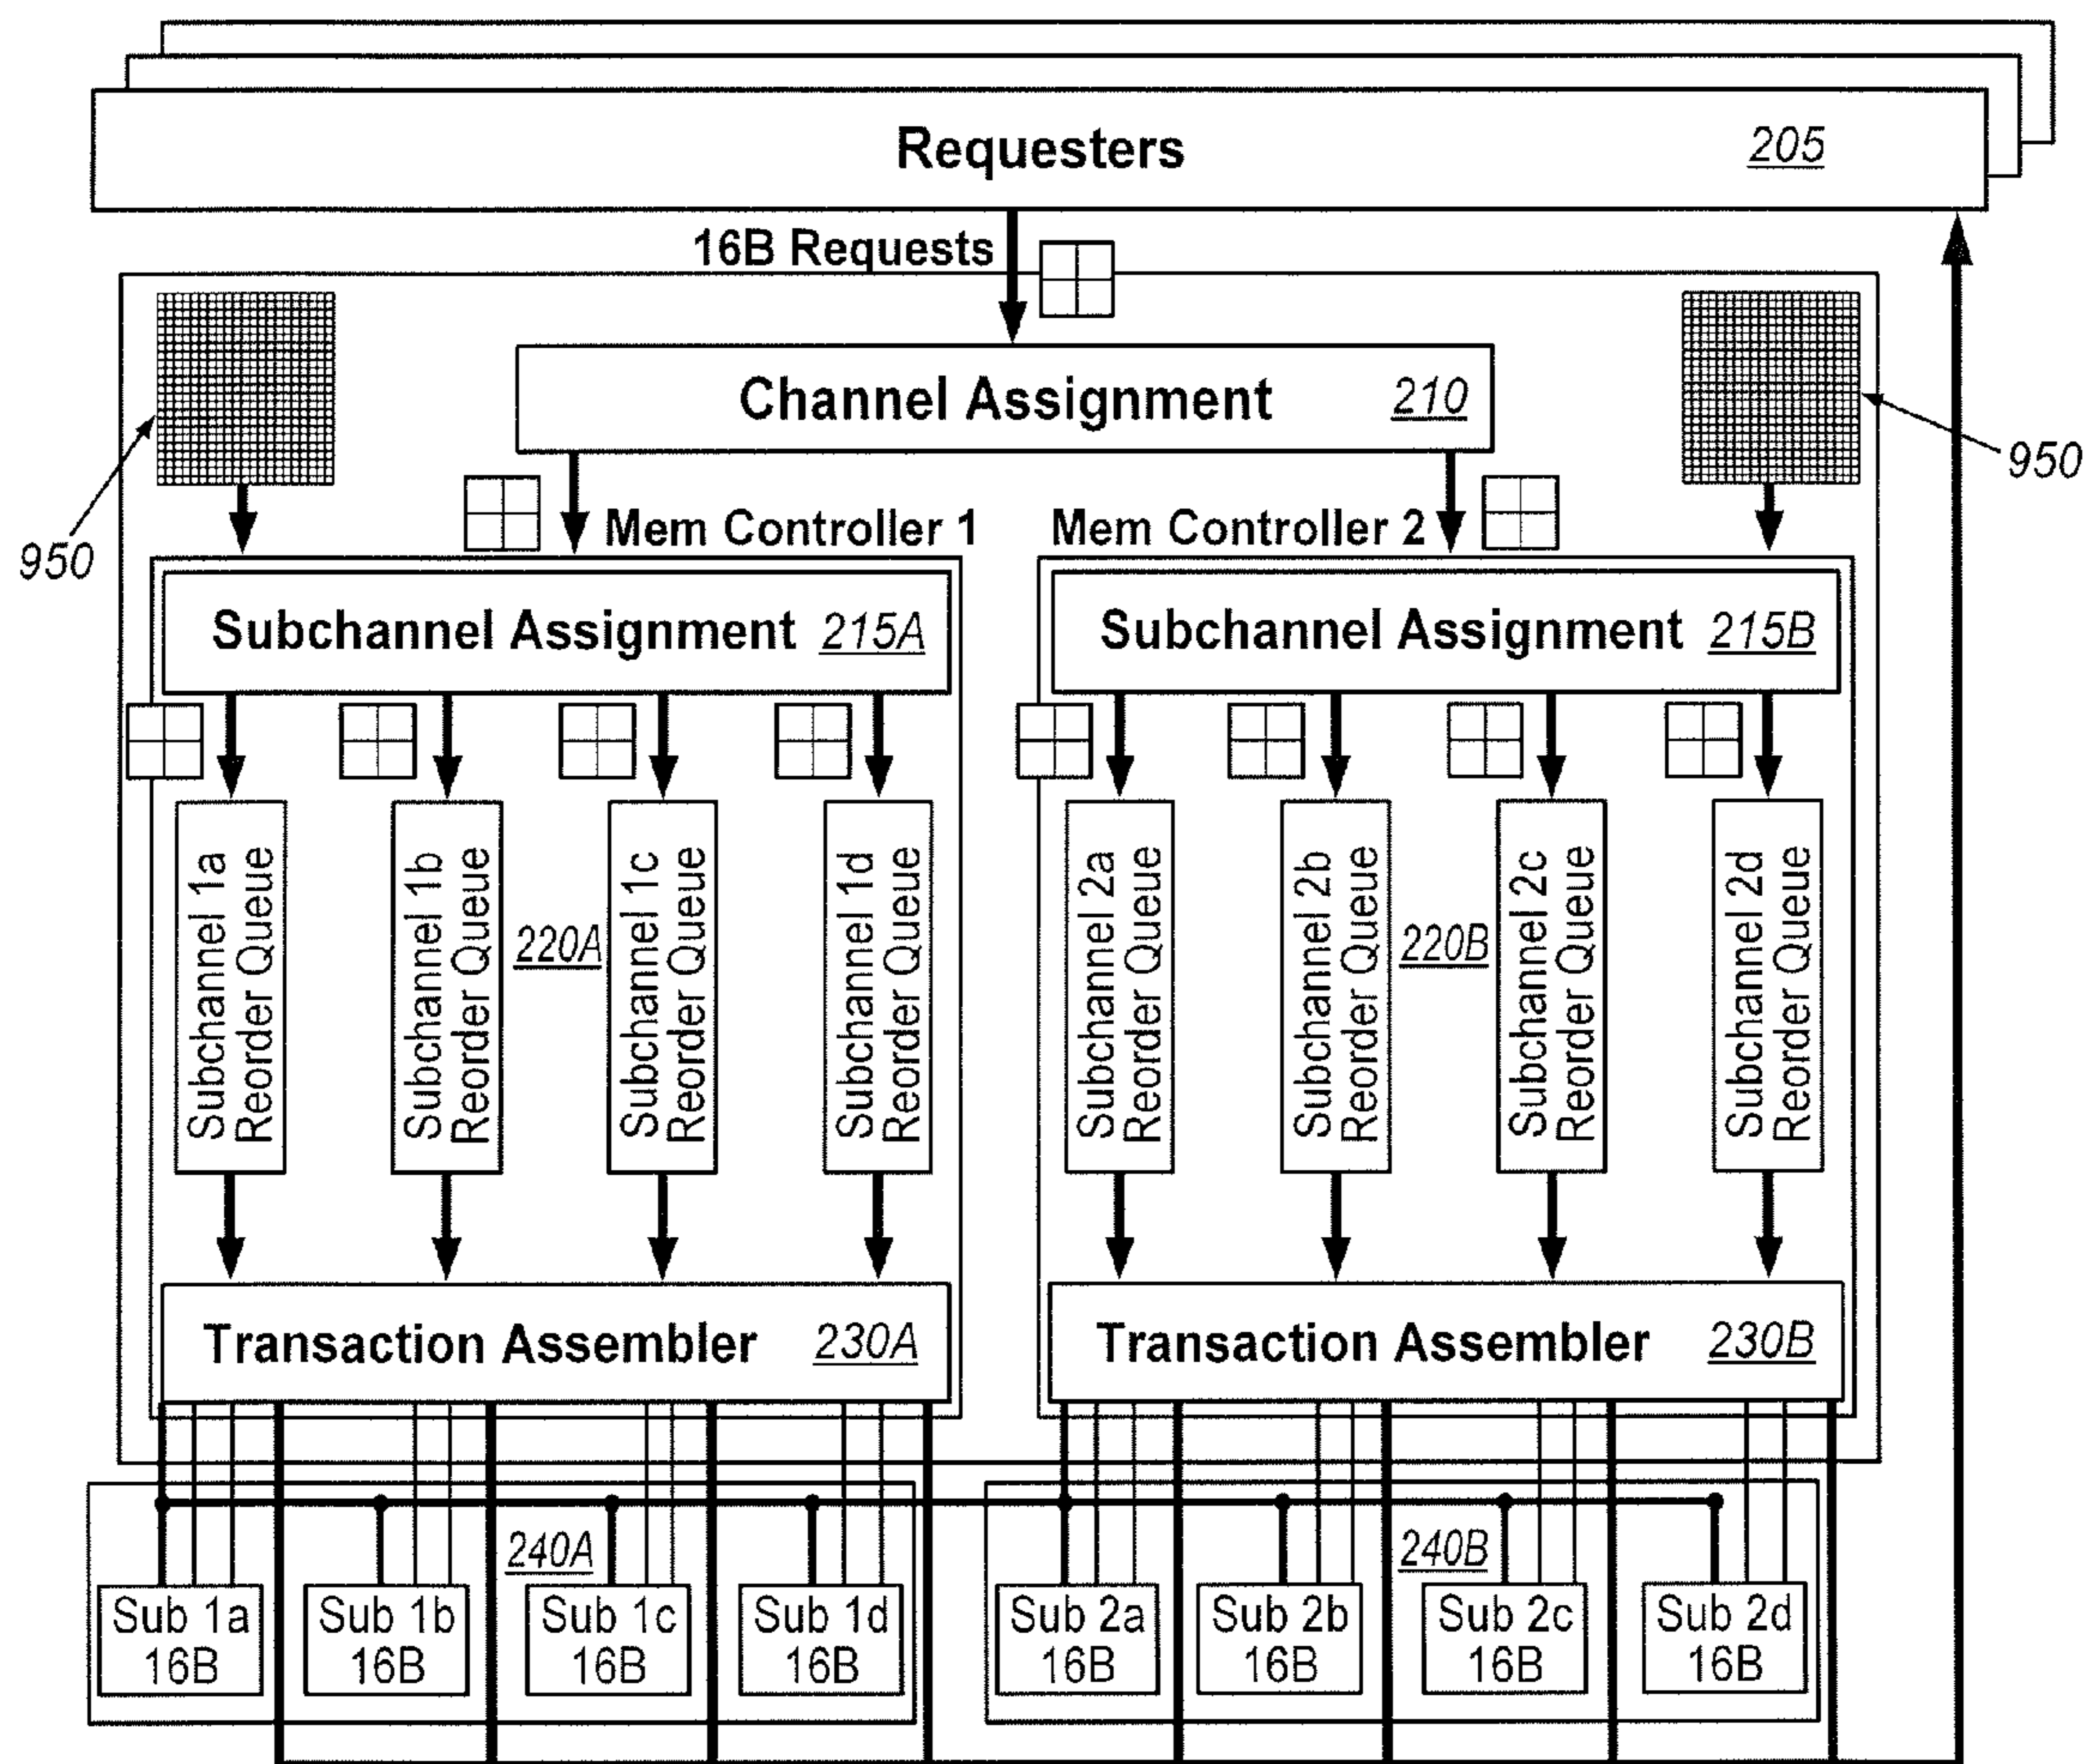 Requesters 205
16B Requests
Channel Assignment 210
950
950
Mem Controller 1
Mem Controller 2
Subchannel Assignment 215A
Subchannel Assignment 215B
Subchannel 1a
Reorder Queue
Subchannel 1b
Reorder Queue
220A
Subchannel 1c
Reorder Queue
Subchannel 1d
Reorder Queue
Subchannel 2a
Reorder Queue
Subchannel 2b
Reorder Queue
220B
Subchannel 2c
Reorder Queue
Subchannel 2d
Reorder Queue
Transaction Assembler 230A
Transaction Assembler 230B
240A
240B
Sub 1a
16B
Sub 1b
16B
Sub 1c
16B
Sub 1d
16B
Sub 2a
16B
Sub 2b
16B
Sub 2c
16B
Sub 2d
16B